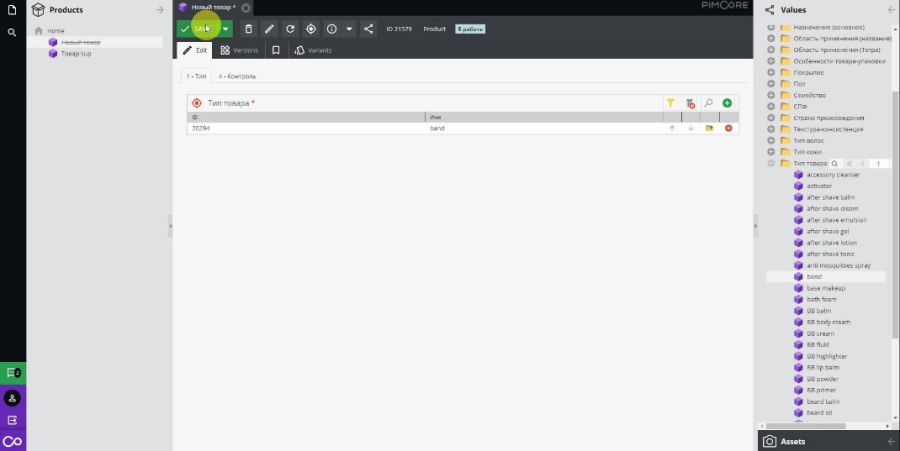 Новый товар *
PIMCORE
Products
Home
Новый товар
Товар sup
SAVE
ID 21579
Product
В работе
Edit
Versions
Variants
1 - Тип
4 - Контроль
Тип товара *
ID
Имя
20294
band
2
Values
Назначение (основное)
Область применения (название)
Область применения (Тетра)
Особенности товара-упаковки
Покрытие
Пол
Семейство
СПФ
Страна происхождения
Текстура-консистенция
Тип волос
Тип кожи
Тип товара
1
accessory cleanser
activator
after shave balm
after shave cream
after shave emulsion
after shave gel
after shave lotion
after shave tonic
anti mosquitoes spray
band
base makeup
bath foam
BB balm
BB body cream
BB cream
BB fluid
BB highlighter
BB lip balm
BB powder
BB primer
beard balm
beard oil
Assets